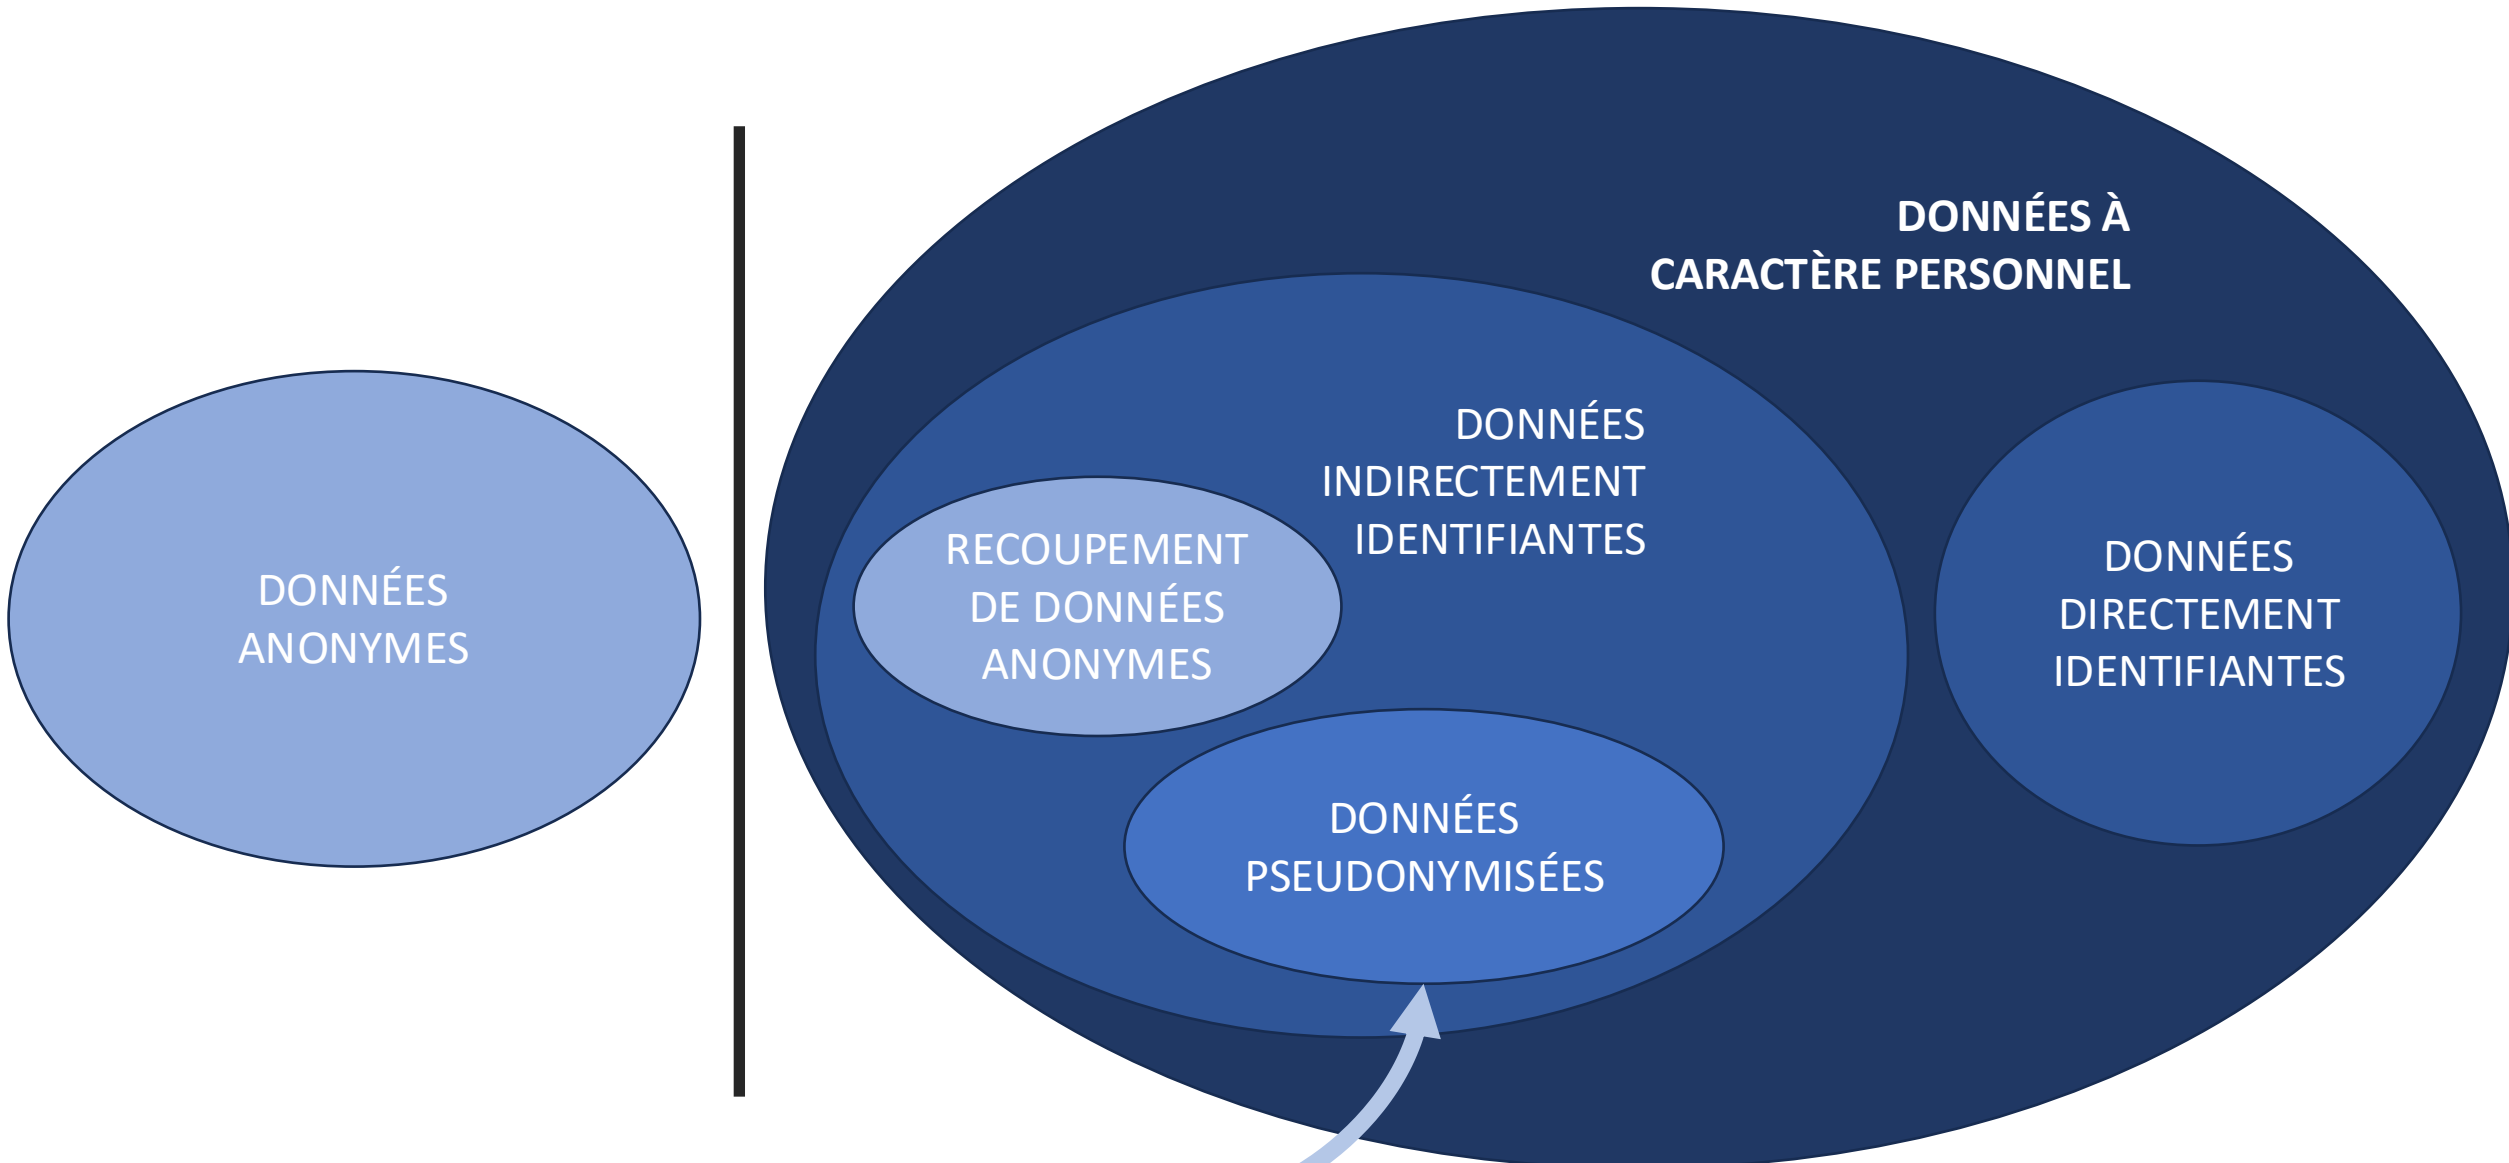 DONNÉES
ANONYMES
DONNÉES À
CARACTÈRE PERSONNEL
DONNÉES
INDIRECTEMENT
IDENTIFIANTES
RECOUPEMENT
DE DONNÉES
ANONYMES
DONNÉES
PSEUDONYMISÉES
DONNÉES
DIRECTEMENT
IDENTIFIANTES